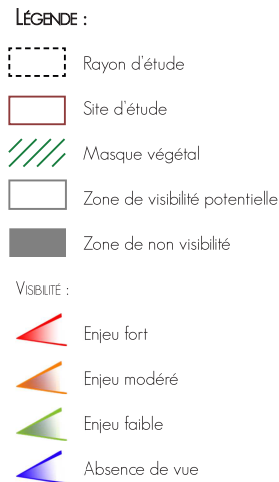 LÉGENDE :
Rayon d'étude
Site d'étude
Masque végétal
Zone de visibilité potentielle
Zone de non visibilité
VISIBILITÉ :
Enjeu fort
Enjeu modéré
Enjeu faible
Absence de vue